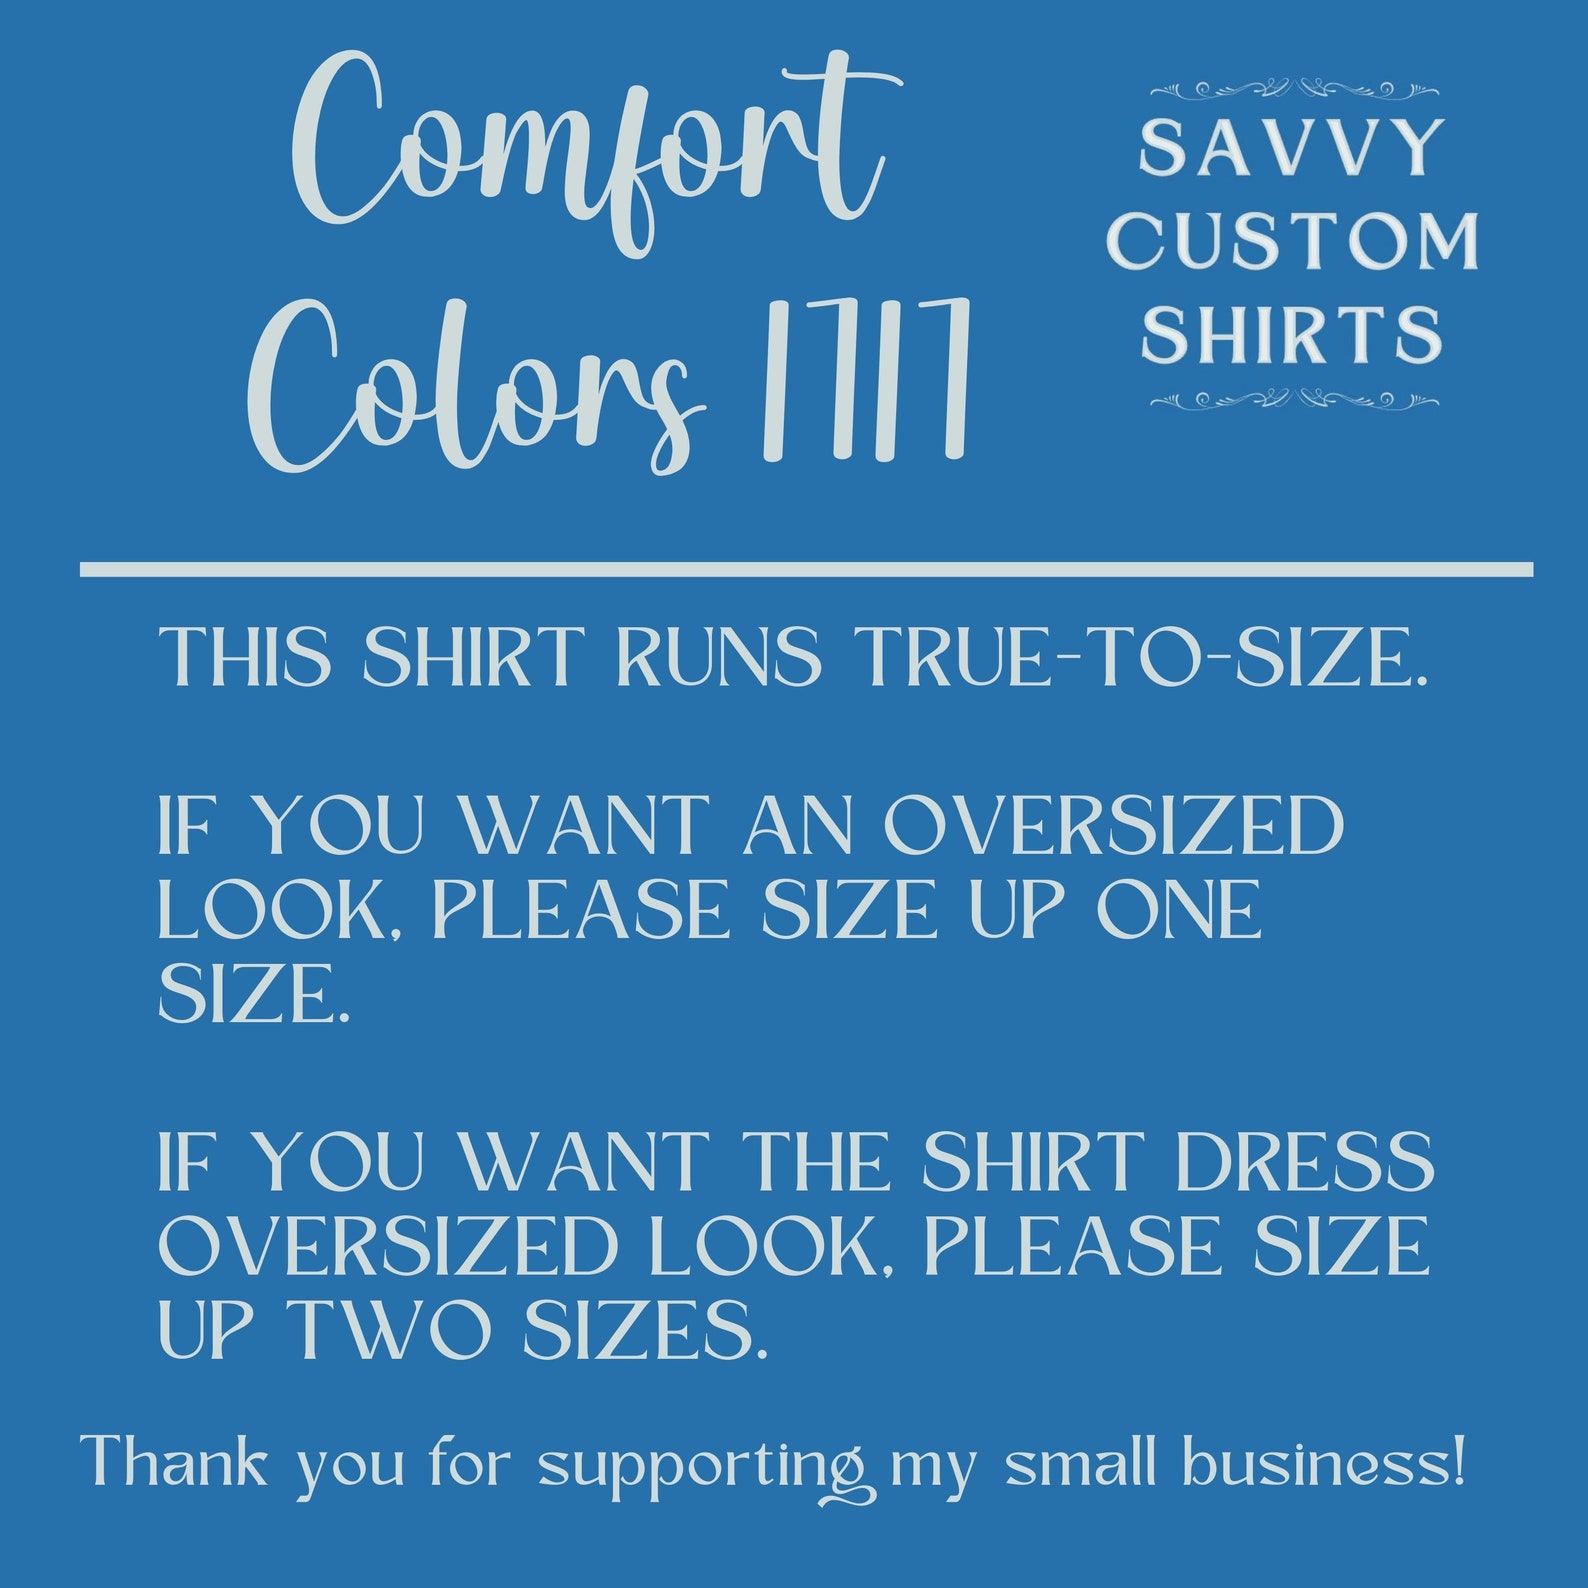 Comfort
Colors 1717
SAVVY
CUSTOM
SHIRTS
THIS SHIRT RUNS TRUE-TO-SIZE.
IF YOU WANT AN OVERSIZED
LOOK, PLEASE SIZE UP ONE
SIZE.
IF YOU WANT THE SHIRT DRESS
OVERSIZED LOOK, PLEASE SIZE
UP TWO SIZES.
Thank you for supporting my small business!